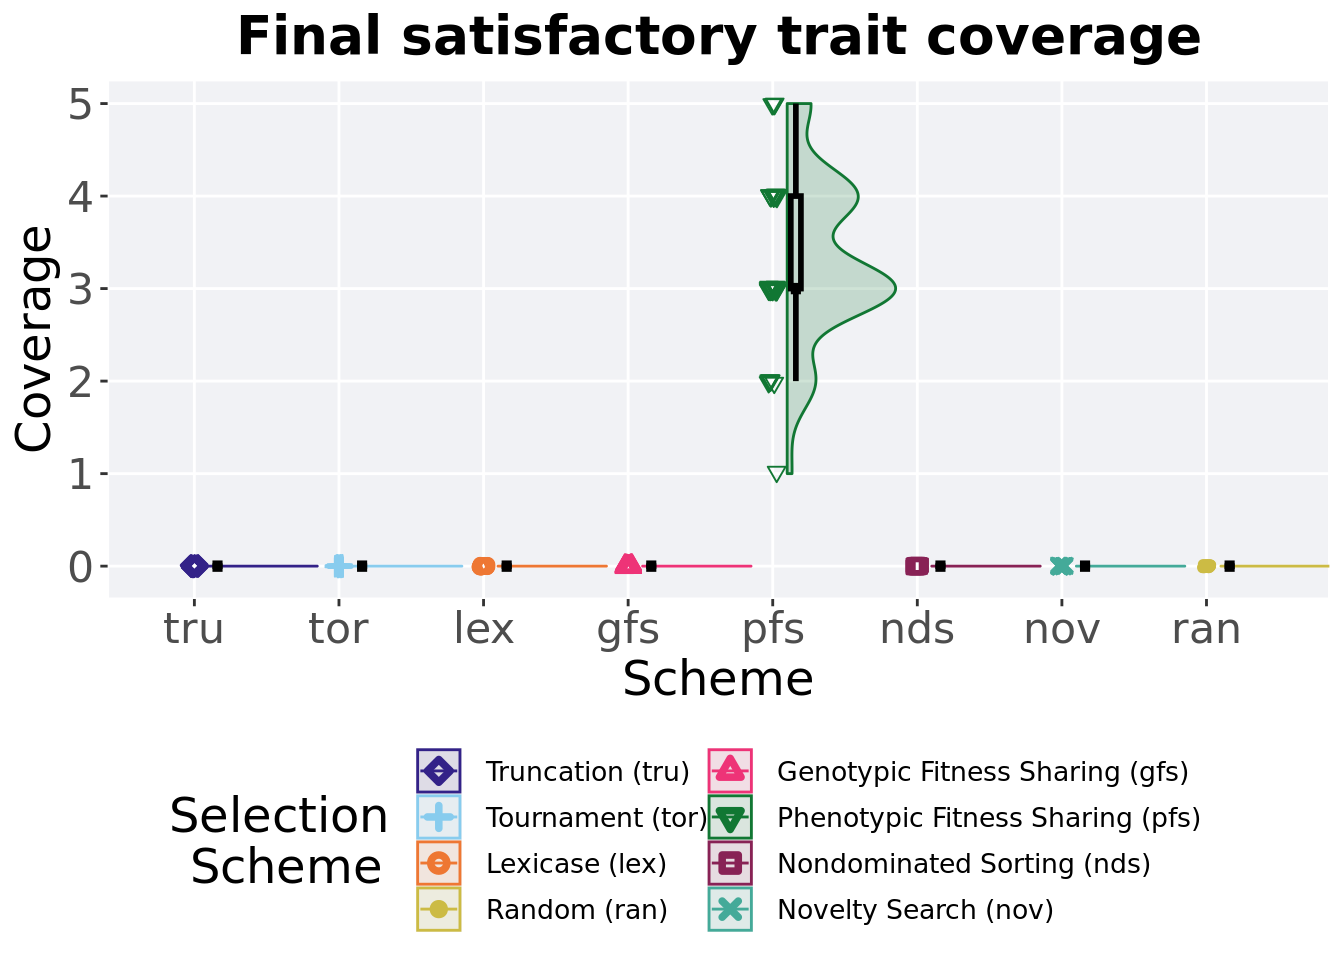 Final satisfactory trait coverage
5
4
3
2
1
0
Coverage
tru tor lex gfs pfs nds nov ran
Scheme
Selection
Scheme
Truncation (tru)
Tournament (tor)
Lexicase (lex)
Random (ran)
Genotypic Fitness Sharing (gfs)
Phenotypic Fitness Sharing (pfs)
Nondominated Sorting (nds)
Novelty Search (nov)